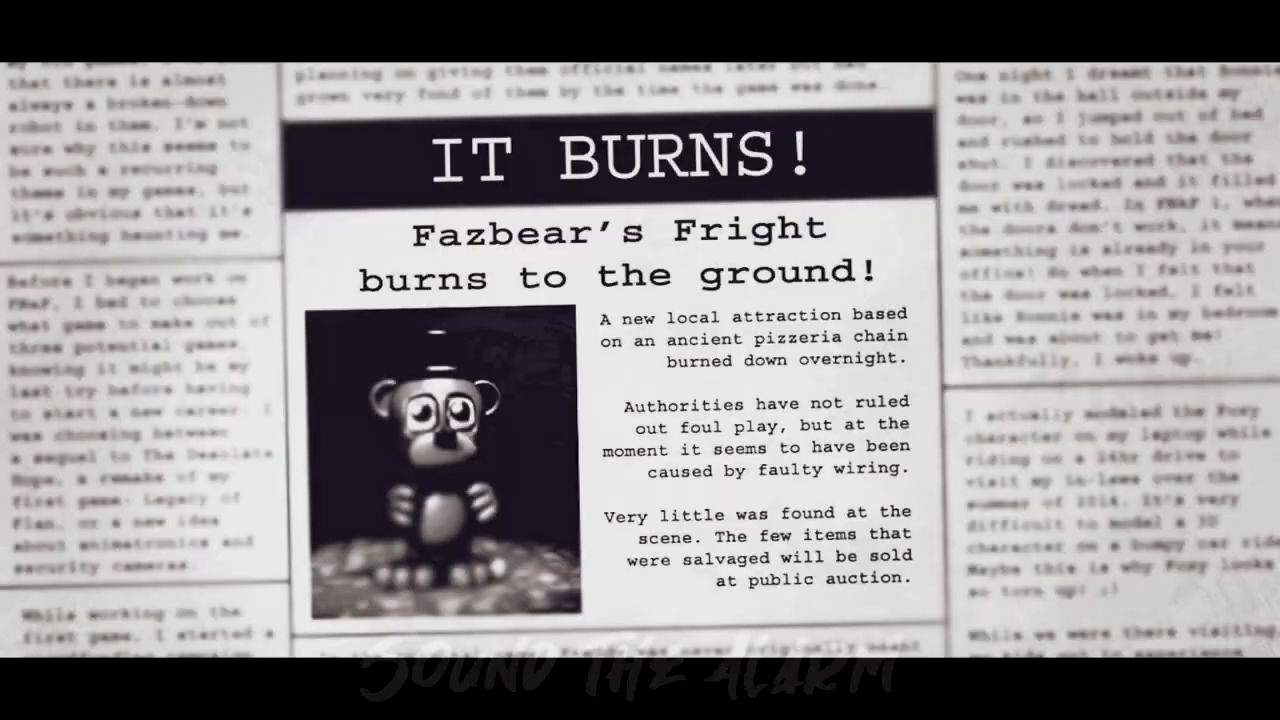 planning on giving them official names later but had
grown very fond of them by the time the game was done.
IT BURNS!
Fazbear's Fright
burns to the ground!
A new local attraction based
on an ancient pizzeria chain
burned down overnight.
Authorities have not ruled
out foul play, but at the
moment it seems to have been
caused by faulty wiring.
Very little was found at the
scene. The few items that
were salvaged will be sold
at public auction.
that there is almost
always a broken-down
robot in them. I'm not
sure why this seems to
be such a recurring
theme in my games, but
it's obvious that it's
something haunting me.
Before I began work on
FNaF, I had to choose
what game to make out of
three potential games,
knowing it might be my
last try before having
to start a new career. I
was choosing between
a sequel to The Desolate
Hope, a remake of my
first game- Legacy of
Flan, or a new idea
about animatronics and
security cameras.
While working on the
first game, I started a
One night I dreamt that Bonnie
was in the hall outside my
door, so I jumped out of bed
and rushed to hold the door
shut. I discovered that the
door was locked and it filled
me with dread. In FNAF 1, when
the doors don't work, it means
something is already in your
office! So when I felt that
the door was locked, I felt
like Bonnie was in my bedroom
and was about to get me!
Thankfully, I woke up.
I actually modeled the Foxy
character on my laptop while
riding on a 24hr drive to
visit my in-laws over the
summer of 2014. It's very
difficult to model a 3D
character on a bumpy car ride.
Maybe this is why Foxy looks
so torn up! ;)
While we were there visiting,
SOUND THE ALARM